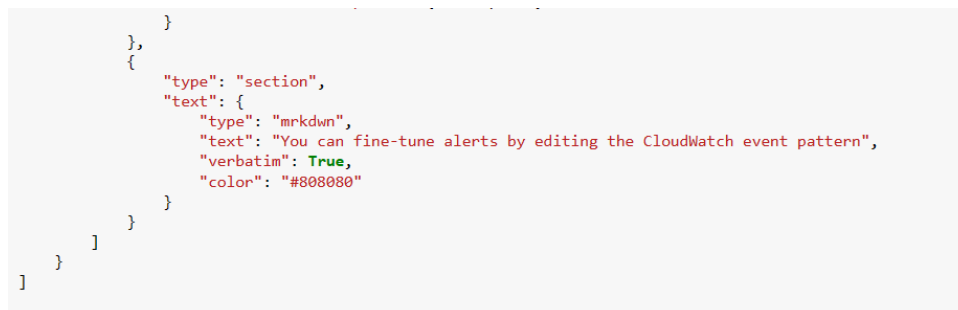 }
},
{
"type": "section",
"text": {
"type": "mrkdwn",
"text": "You can fine-tune alerts by editing the CloudWatch event pattern",
"verbatim": True,
"color": "#808080"
}
}
]
}
]